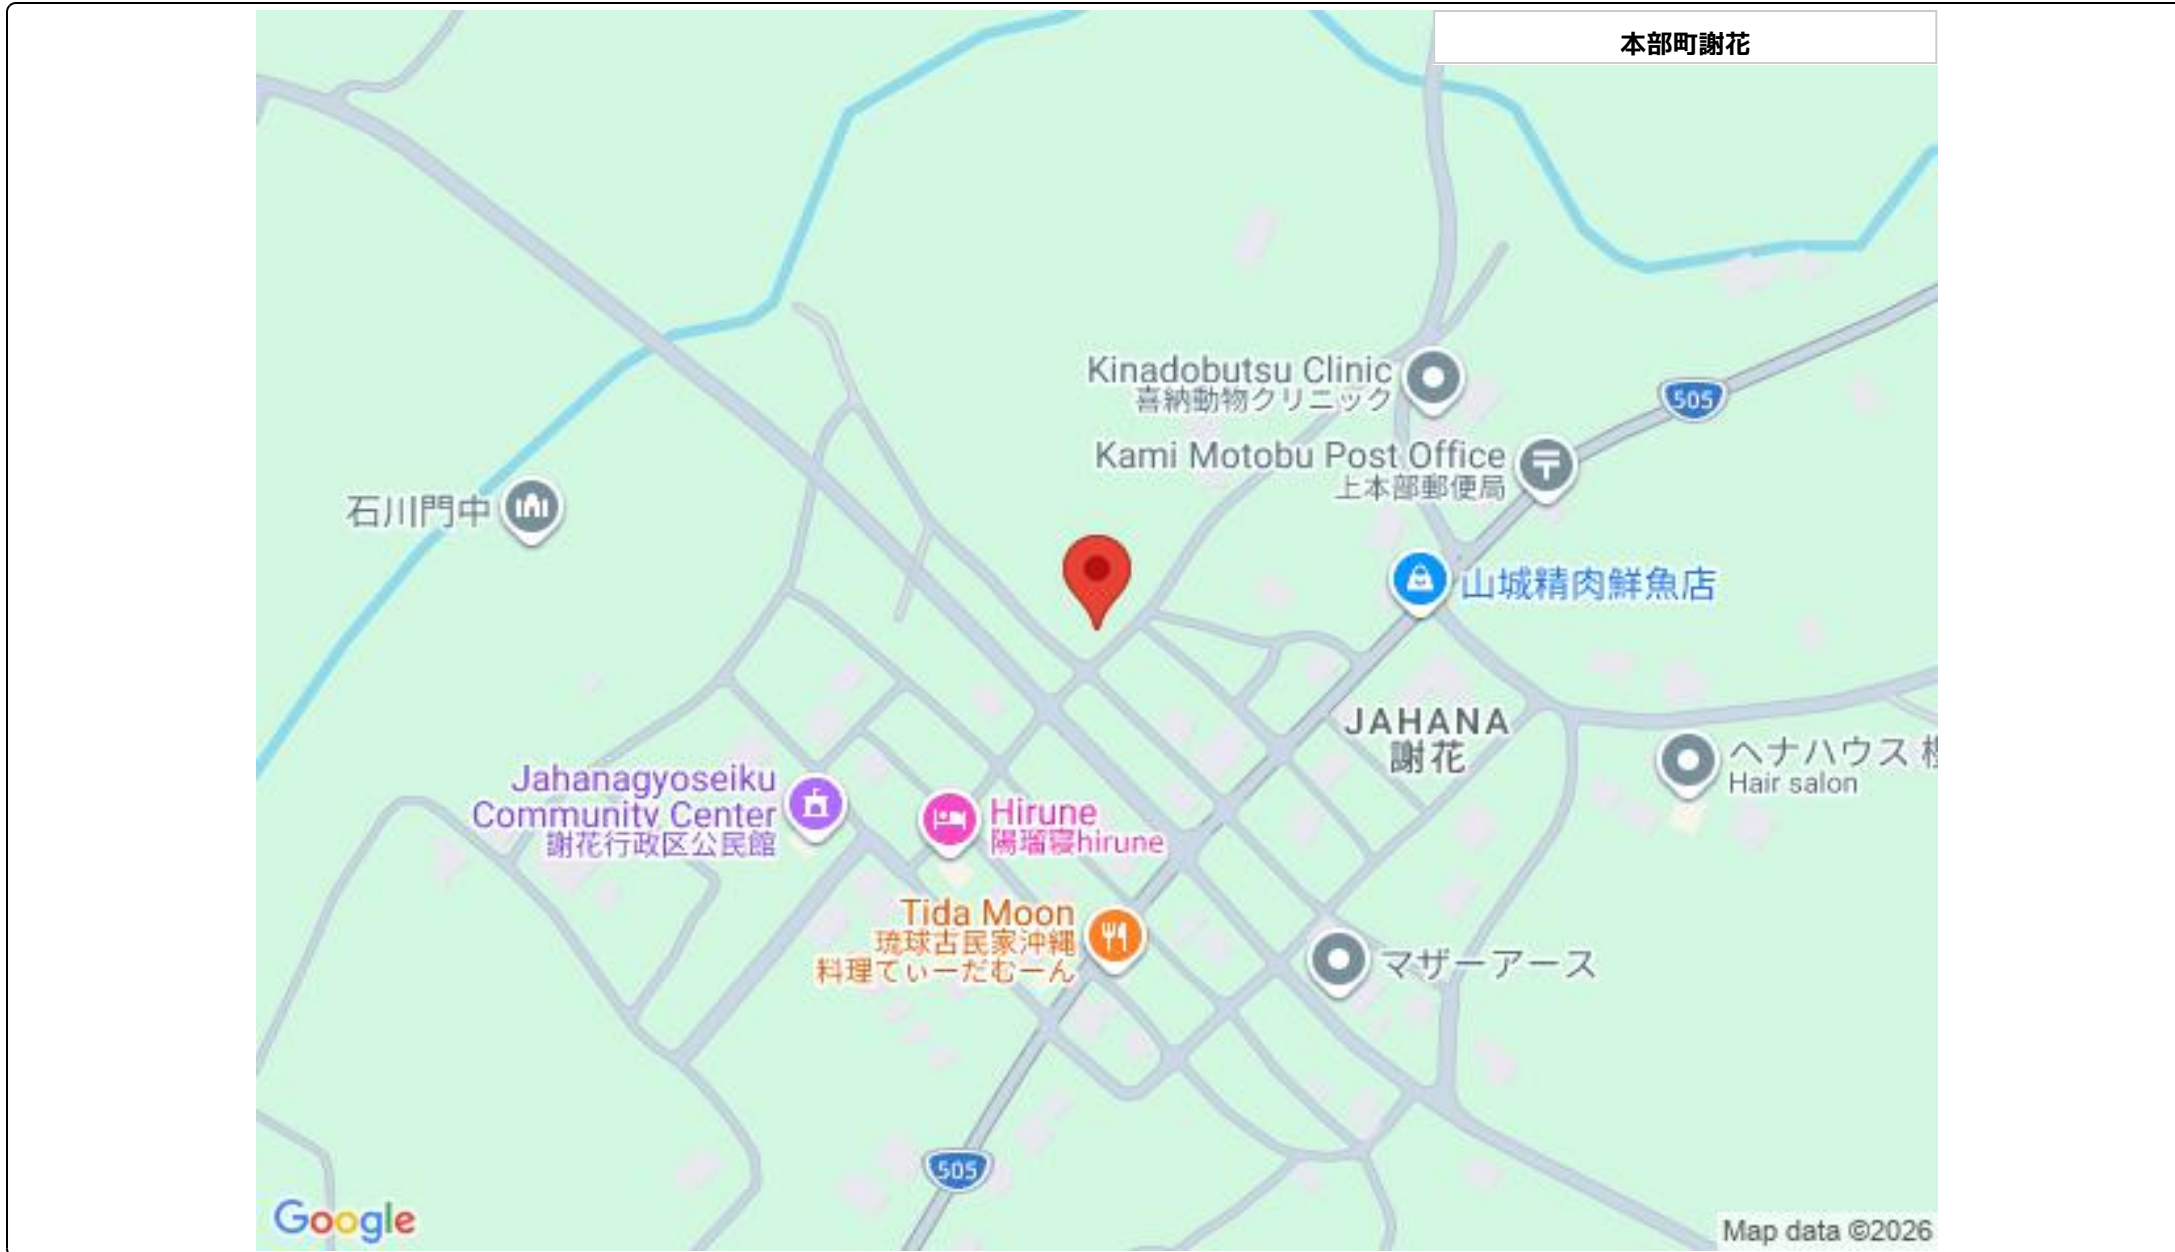 本部町謝花
Kinadobutsu Clinic
喜納動物クリニック
505
Kami Motobu Post Office
上本部郵便局
石川門中
山城精肉鮮魚店
JAHANA
謝花
ヘナハウス
Hair salon
Jahanagyoseiku
Community Center
謝花行政区公民館
Hirune
陽瑠寝hirune
Tida Moon
琉球古民家沖縄
料理てぃーだむーん
マザーアース
505
Google
Map data ©2026